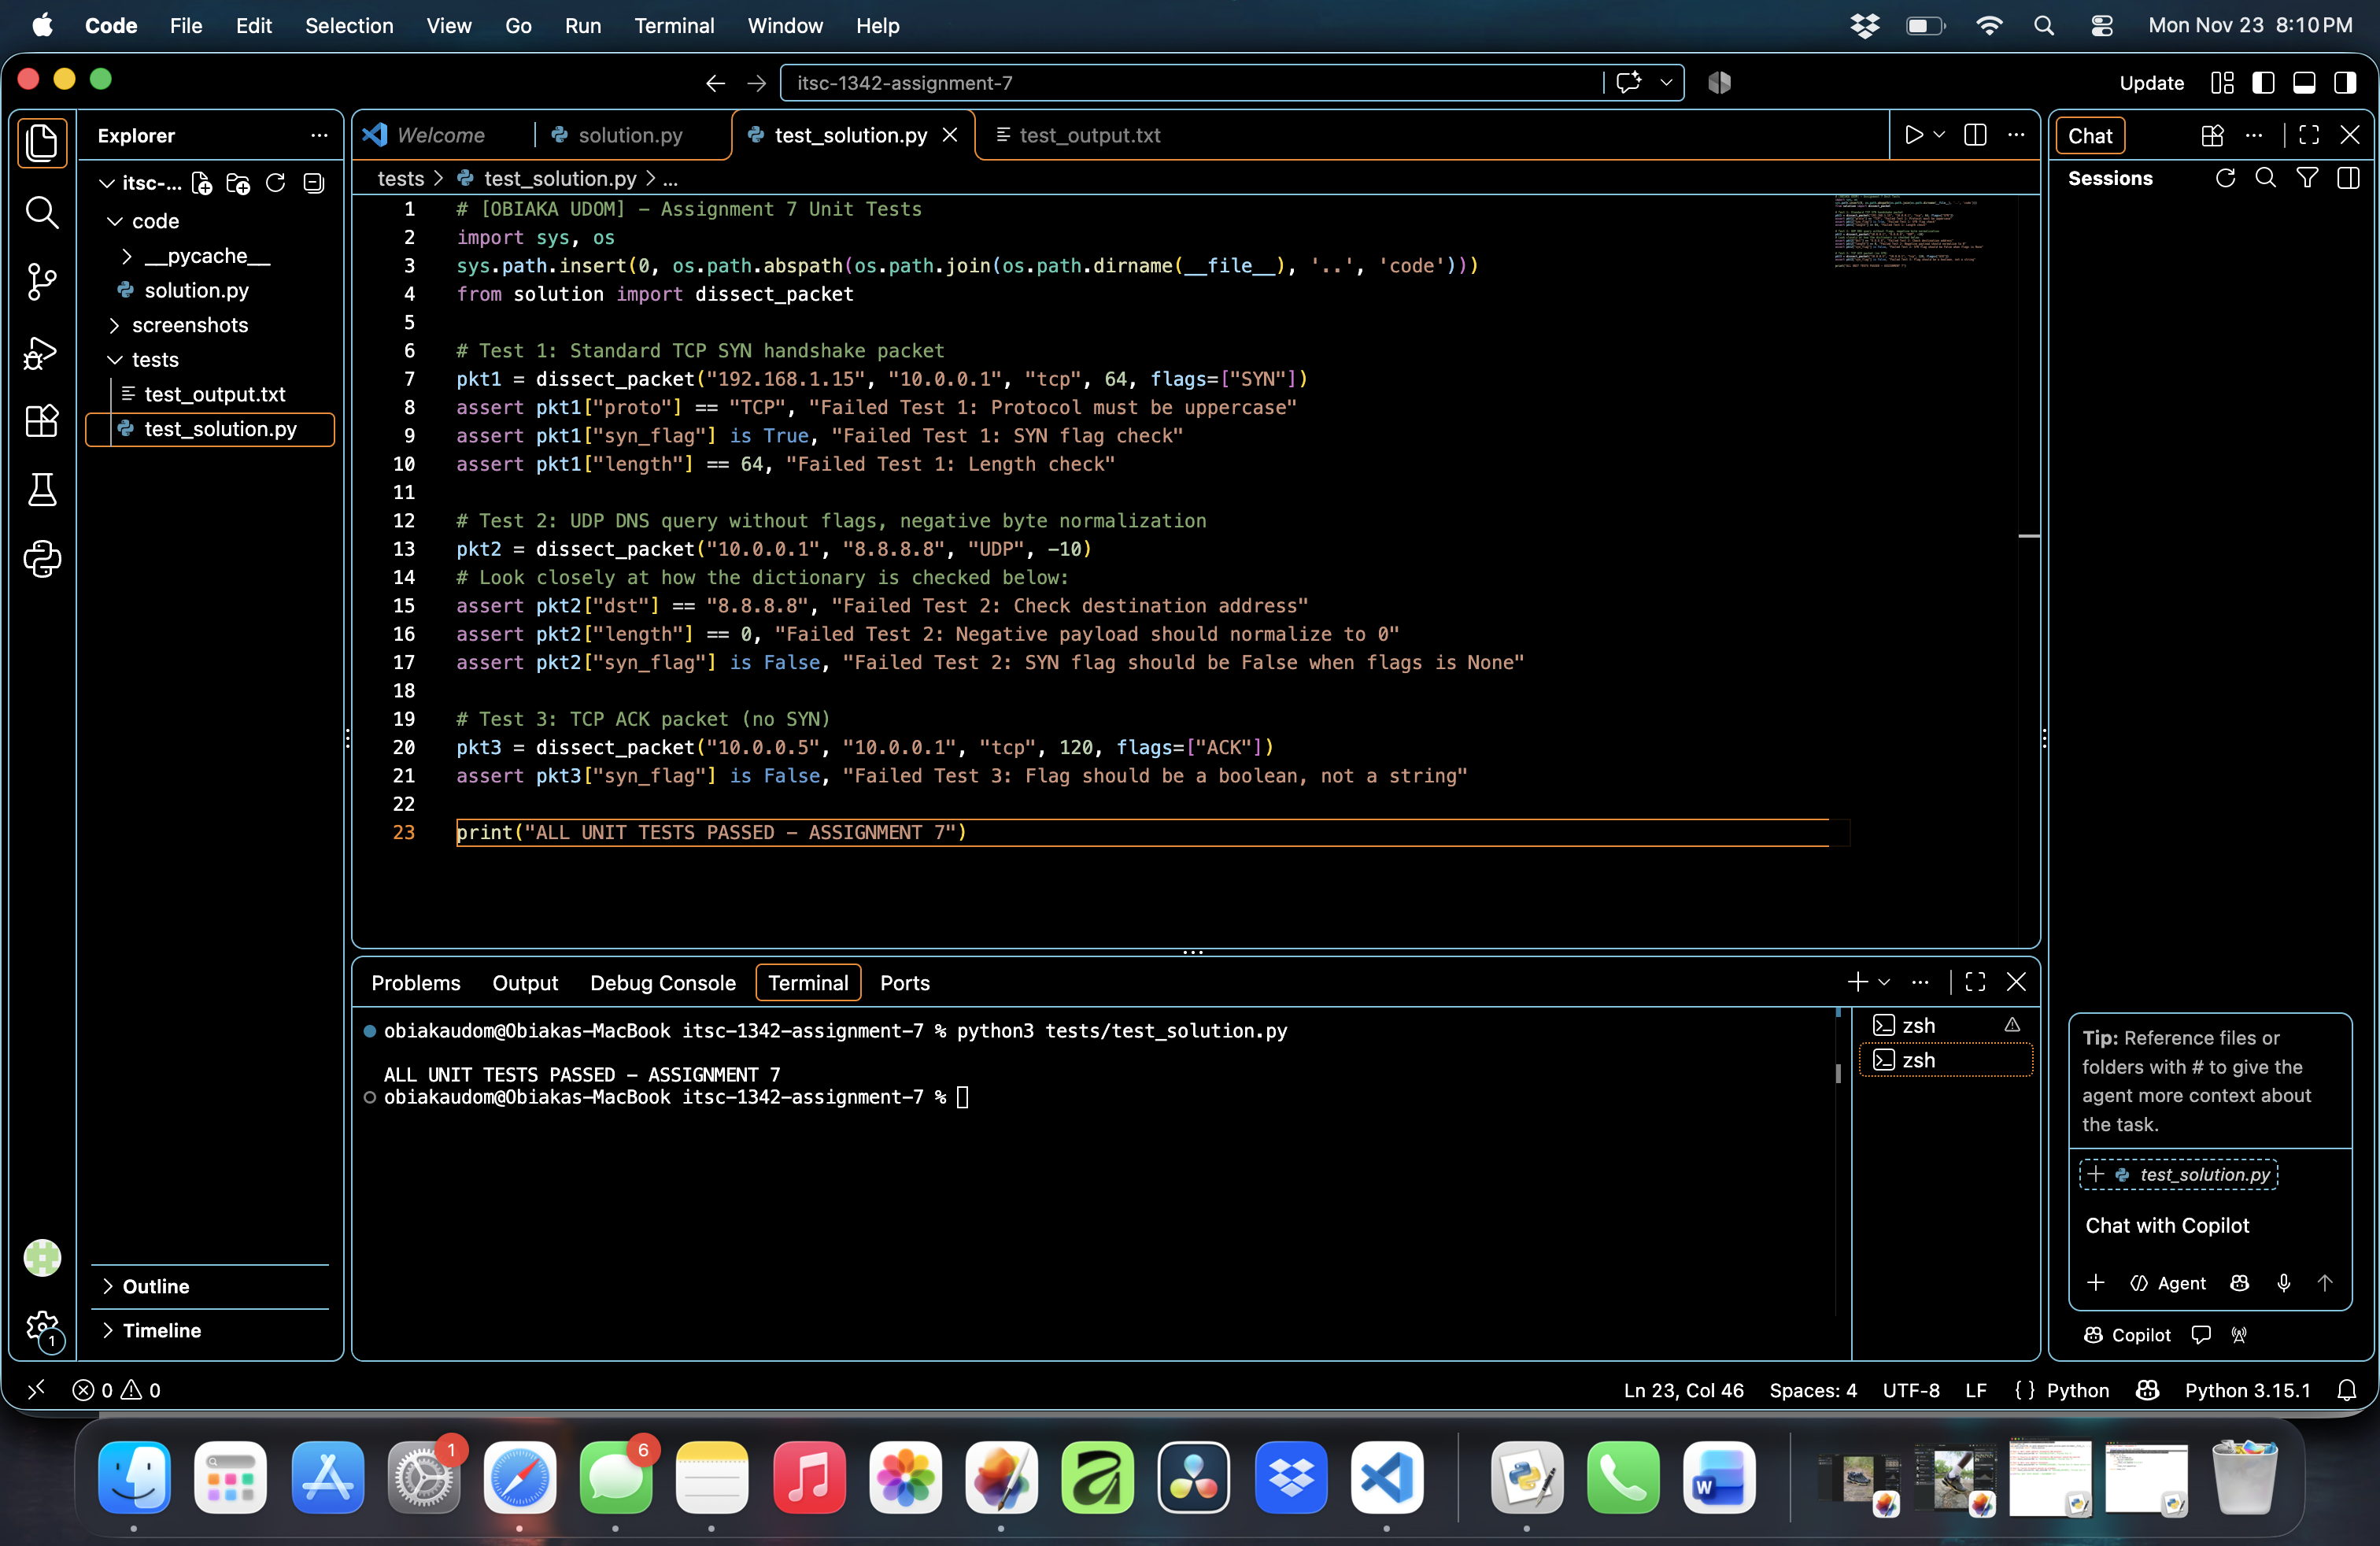 Code File Edit Selection View Go Run Terminal Window Help Mon Nov 23 8:10 PM
itsc-1342-assignment-7 Update
Explorer
itsc-...
code
__pycache__
solution.py
screenshots
tests
test_output.txt
test_solution.py
Outline
Timeline
Welcome solution.py test_solution.py test_output.txt
tests > test_solution.py > ...
1 # [OBIAKA UDOM] – Assignment 7 Unit Tests
2 import sys, os
3 sys.path.insert(0, os.path.abspath(os.path.join(os.path.dirname(__file__), '..', 'code')))
4 from solution import dissect_packet
5
6 # Test 1: Standard TCP SYN handshake packet
7 pkt1 = dissect_packet("192.168.1.15", "10.0.0.1", "tcp", 64, flags=["SYN"])
8 assert pkt1["proto"] == "TCP", "Failed Test 1: Protocol must be uppercase"
9 assert pkt1["syn_flag"] is True, "Failed Test 1: SYN flag check"
10 assert pkt1["length"] == 64, "Failed Test 1: Length check"
11
12 # Test 2: UDP DNS query without flags, negative byte normalization
13 pkt2 = dissect_packet("10.0.0.1", "8.8.8.8", "UDP", -10)
14 # Look closely at how the dictionary is checked below:
15 assert pkt2["dst"] == "8.8.8.8", "Failed Test 2: Check destination address"
16 assert pkt2["length"] == 0, "Failed Test 2: Negative payload should normalize to 0"
17 assert pkt2["syn_flag"] is False, "Failed Test 2: SYN flag should be False when flags is None"
18
19 # Test 3: TCP ACK packet (no SYN)
20 pkt3 = dissect_packet("10.0.0.5", "10.0.0.1", "tcp", 120, flags=["ACK"])
21 assert pkt3["syn_flag"] is False, "Failed Test 3: Flag should be a boolean, not a string"
22
23 print("ALL UNIT TESTS PASSED – ASSIGNMENT 7")
Problems Output Debug Console Terminal Ports
obiakaudom@Obiakas-MacBook itsc-1342-assignment-7 % python3 tests/test_solution.py
ALL UNIT TESTS PASSED – ASSIGNMENT 7
obiakaudom@Obiakas-MacBook itsc-1342-assignment-7 %
zsh
zsh
Chat
Sessions
Tip: Reference files or
folders with # to give the
agent more context about
the task.
test_solution.py
Chat with Copilot
Agent
Copilot
1
0 0 Ln 23, Col 46 Spaces: 4 UTF-8 LF {} Python Python 3.15.1
1 6
W